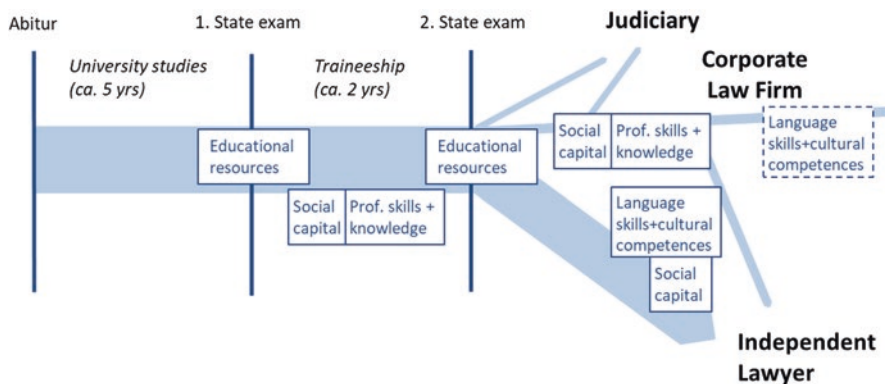 Abitur
1. State exam
2. State exam
Judiciary
University studies
(ca. 5 yrs)
Traineeship
(ca. 2 yrs)
Corporate
Law Firm
Educational
resources
Social
capital
Prof. skills +
knowledge
Educational
resources
Social
capital
Prof. skills +
knowledge
Language
skills+cultural
competences
Language
skills+cultural
competences
Social
capital
Independent
Lawyer